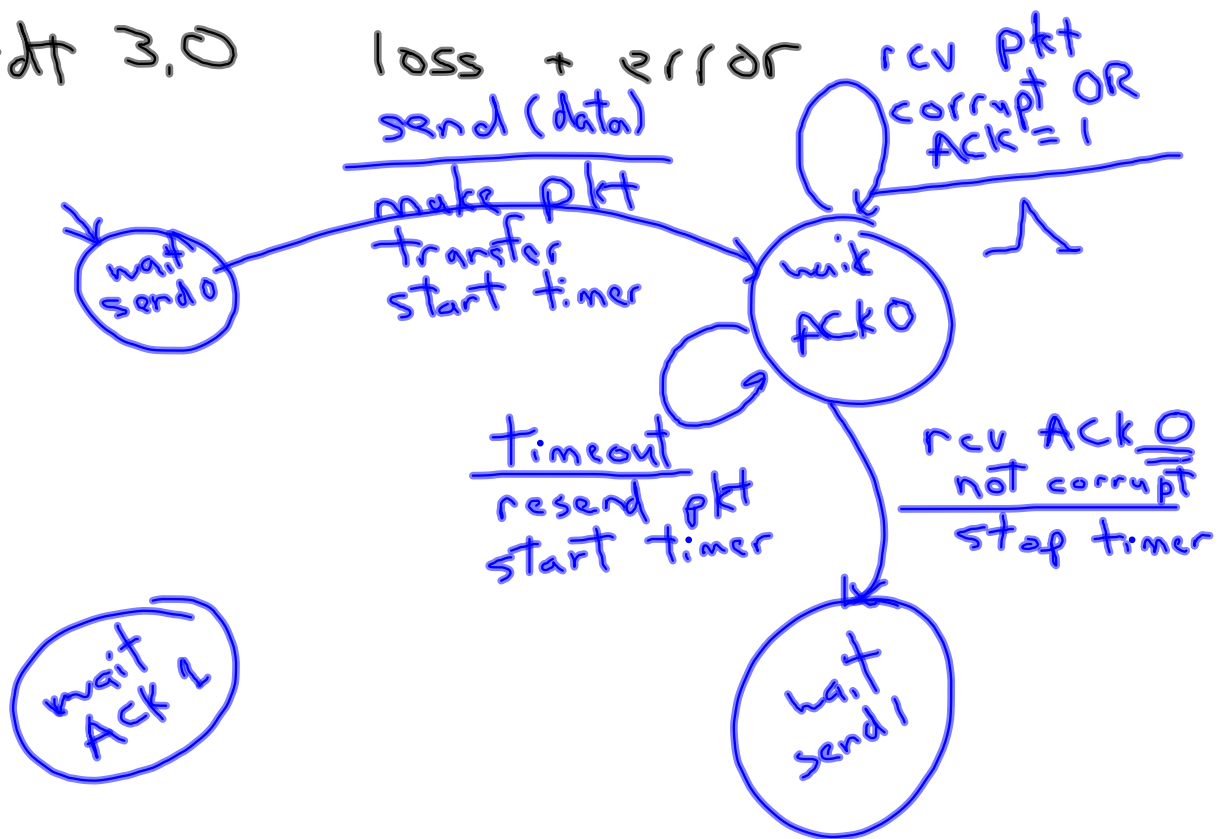 dt 3.0 loss + error
send (data)
make pkt
transfer
start timer
rcv pkt
corrupt OR
ACK = 1
Λ
wait
send 0
wait
ACK 0
timeout
resend pkt
start timer
rcv ACK 0
not corrupt
stop timer
wait
ACK 1
wait
send 1